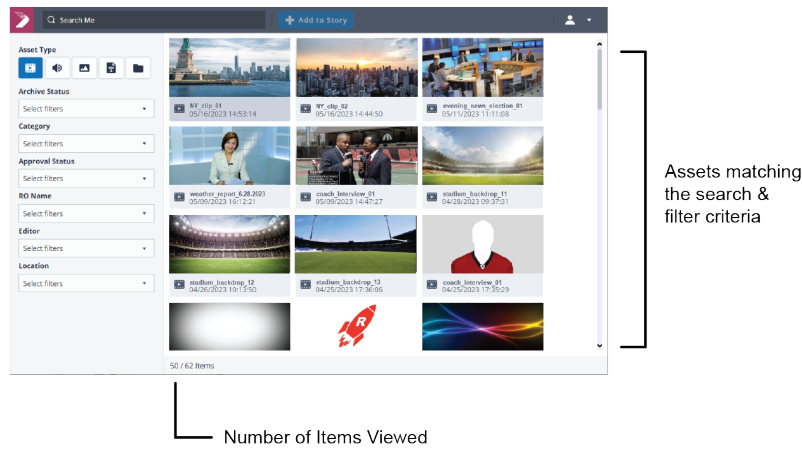 Search Me
Add to Story
Asset Type
Archive Status
Select filters
Category
Select filters
Approval Status
Select filters
RO Name
Select filters
Editor
Select filters
Location
Select filters
NY_clip_01
05/16/2023 14:53:14
NY_clip_02
05/16/2023 14:44:50
evening_news_election_01
05/11/2023 11:11:08
weather_report_6.28.2023
05/09/2023 16:12:21
coach_interview_01
05/09/2023 14:47:27
stadium_backdrop_11
04/28/2023 09:37:31
stadium_backdrop_12
04/26/2023 10:13:50
stadium_backdrop_13
04/25/2023 17:36:06
coach_interview_01
04/25/2023 17:35:29
R
50 / 62 Items
Assets matching
the search &
filter criteria
Number of Items Viewed